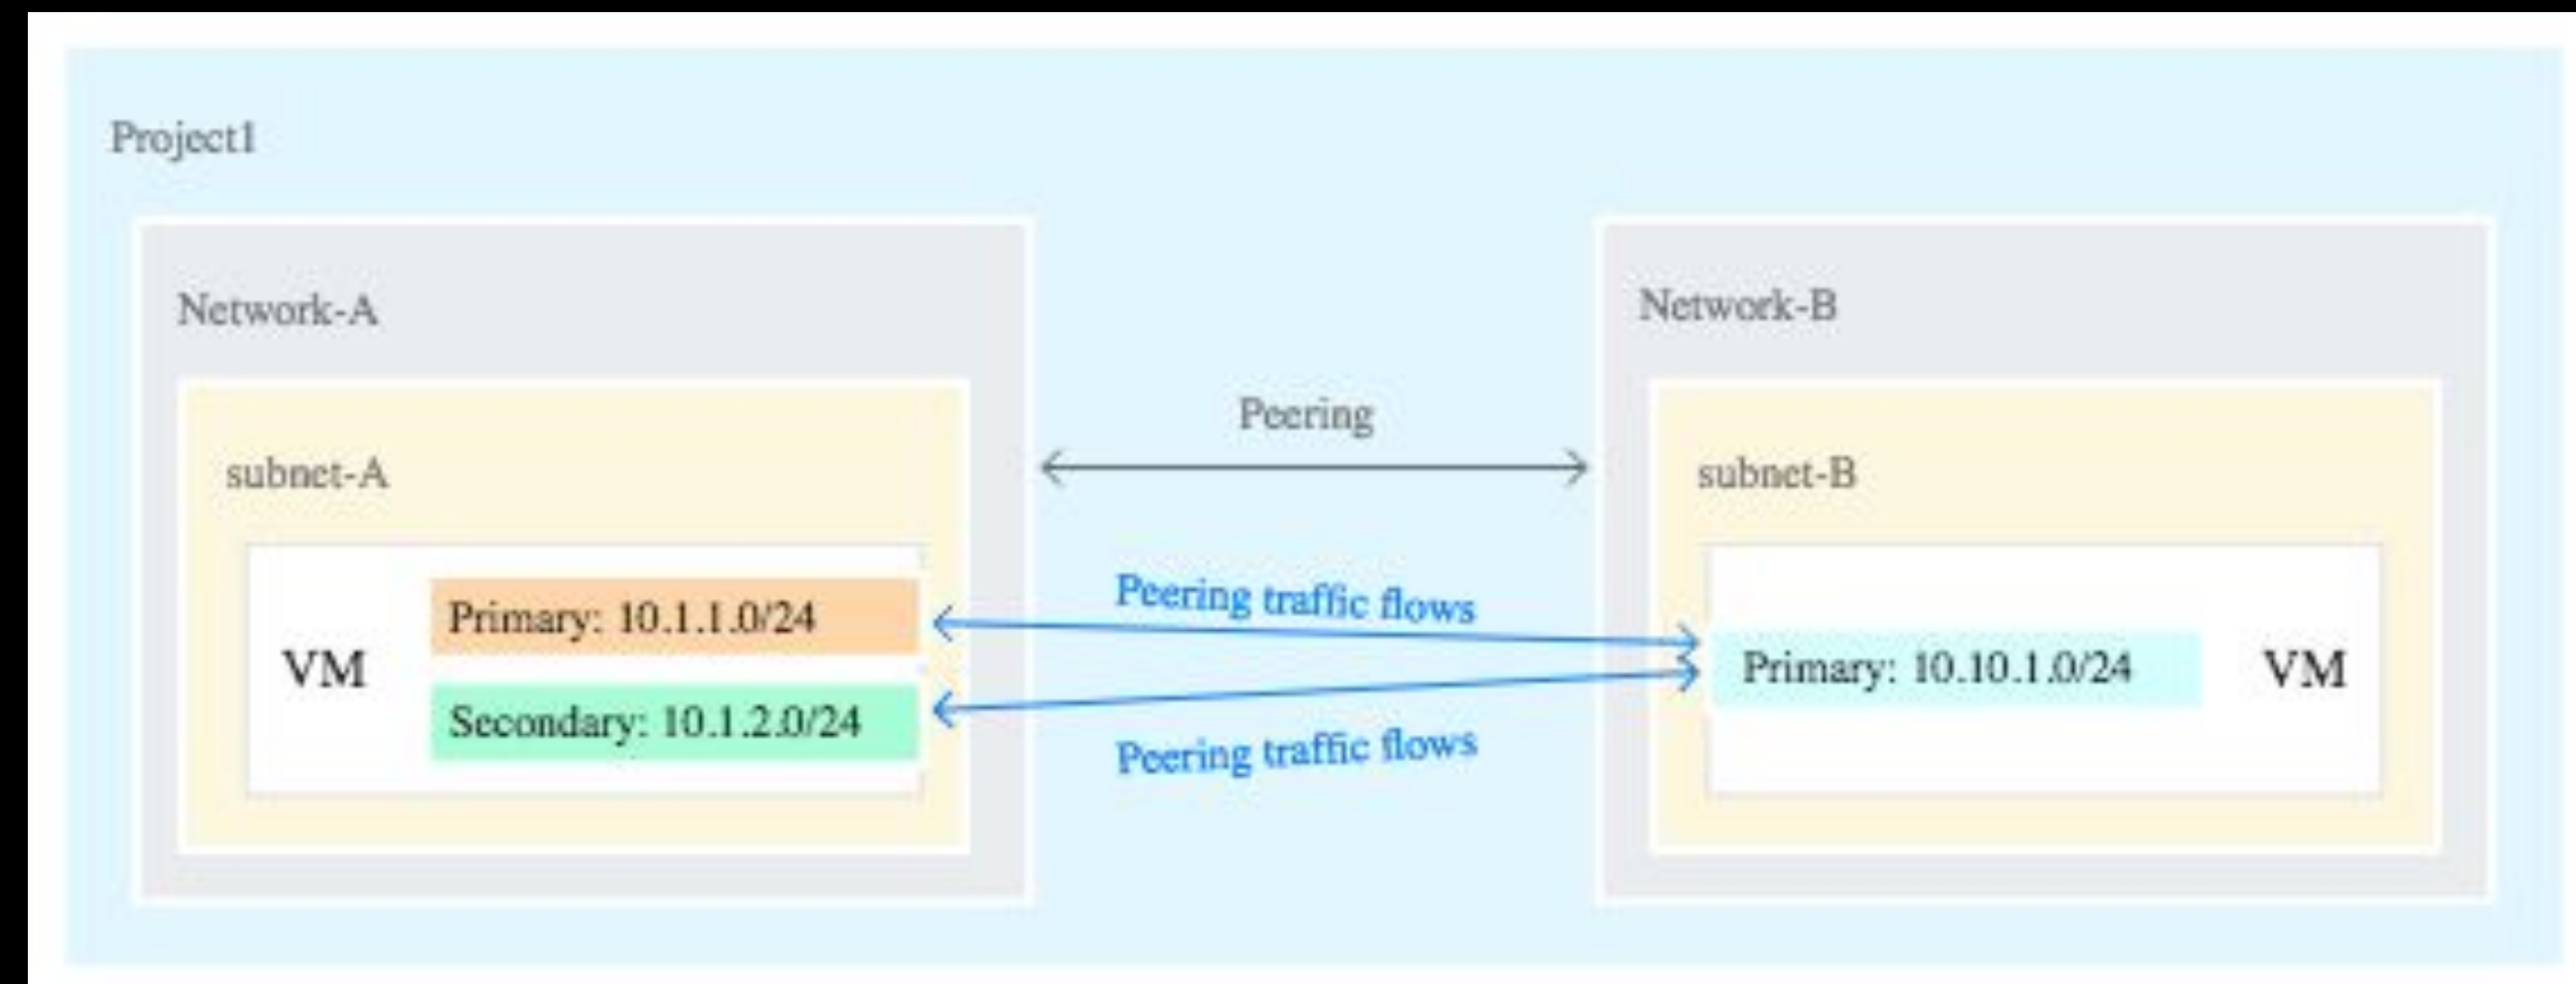 Project1
Network-A
Network-B
Peering
subnet-A
subnet-B
Peering traffic flows
Primary: 10.1.1.0/24
VM
Primary: 10.10.1.0/24
VM
Secondary: 10.1.2.0/24
Peering traffic flows